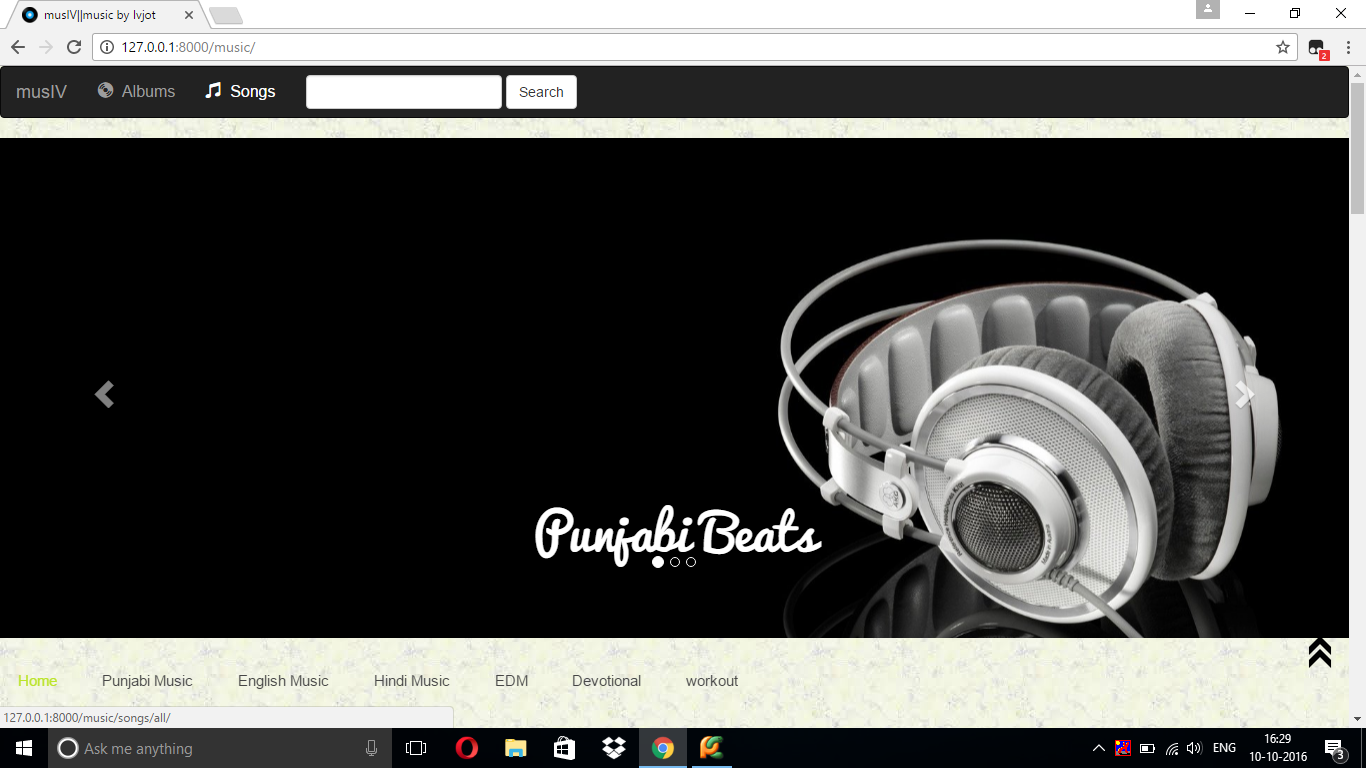 musIV||music by Ivjot
127.0.0.1:8000/music/
2
musIV Albums Songs Search
Punjabi Beats
Home Punjabi Music English Music Hindi Music EDM Devotional workout
127.0.0.1:8000/music/songs/all/
Ask me anything
ENG
16:29
10-10-2016
3